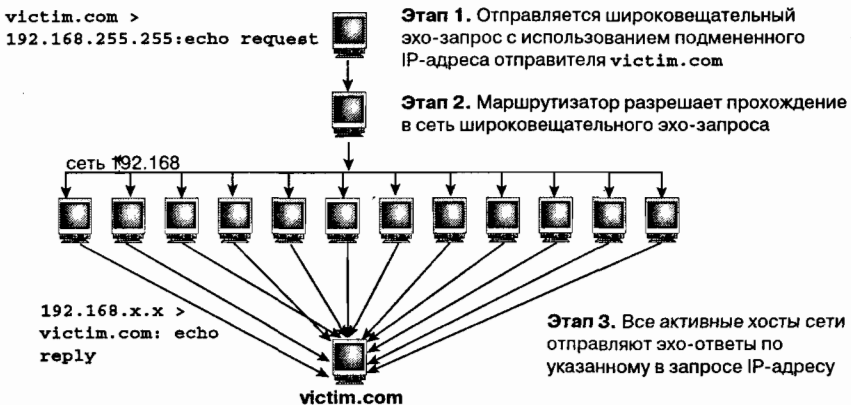 victim.com >
192.168.255.255:echo request
Этап 1. Отправляется широковещательный
эхо-запрос с использованием подмененного
IP-адреса отправителя victim.com
Этап 2. Маршрутизатор разрешает прохождение
в сеть широковещательного эхо-запроса
сеть 192.168
192.168.x.x >
victim.com: echo
reply
Этап 3. Все активные хосты сети
отправляют эхо-ответы по
указанному в запросе IP-адресу
victim.com